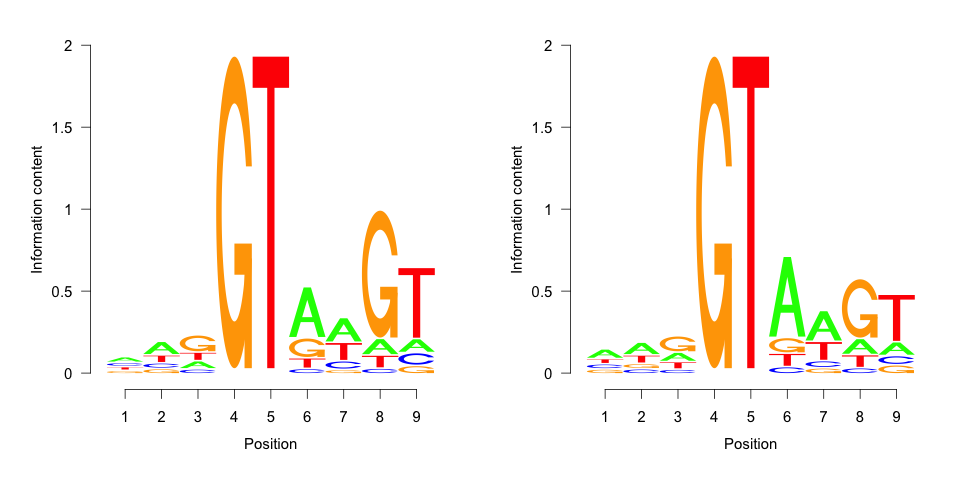 Information content
2
1.5
1
0.5
0
A A G G T A A G T
C T T G T A A
T C A T C T C
G G C C G C G
1 2 3 4 5 6 7 8 9
Position
Information content
2
1.5
1
0.5
0
A A G G T A A G T
T T A G T A A
C G T T C T C
G C C C G C G
1 2 3 4 5 6 7 8 9
Position